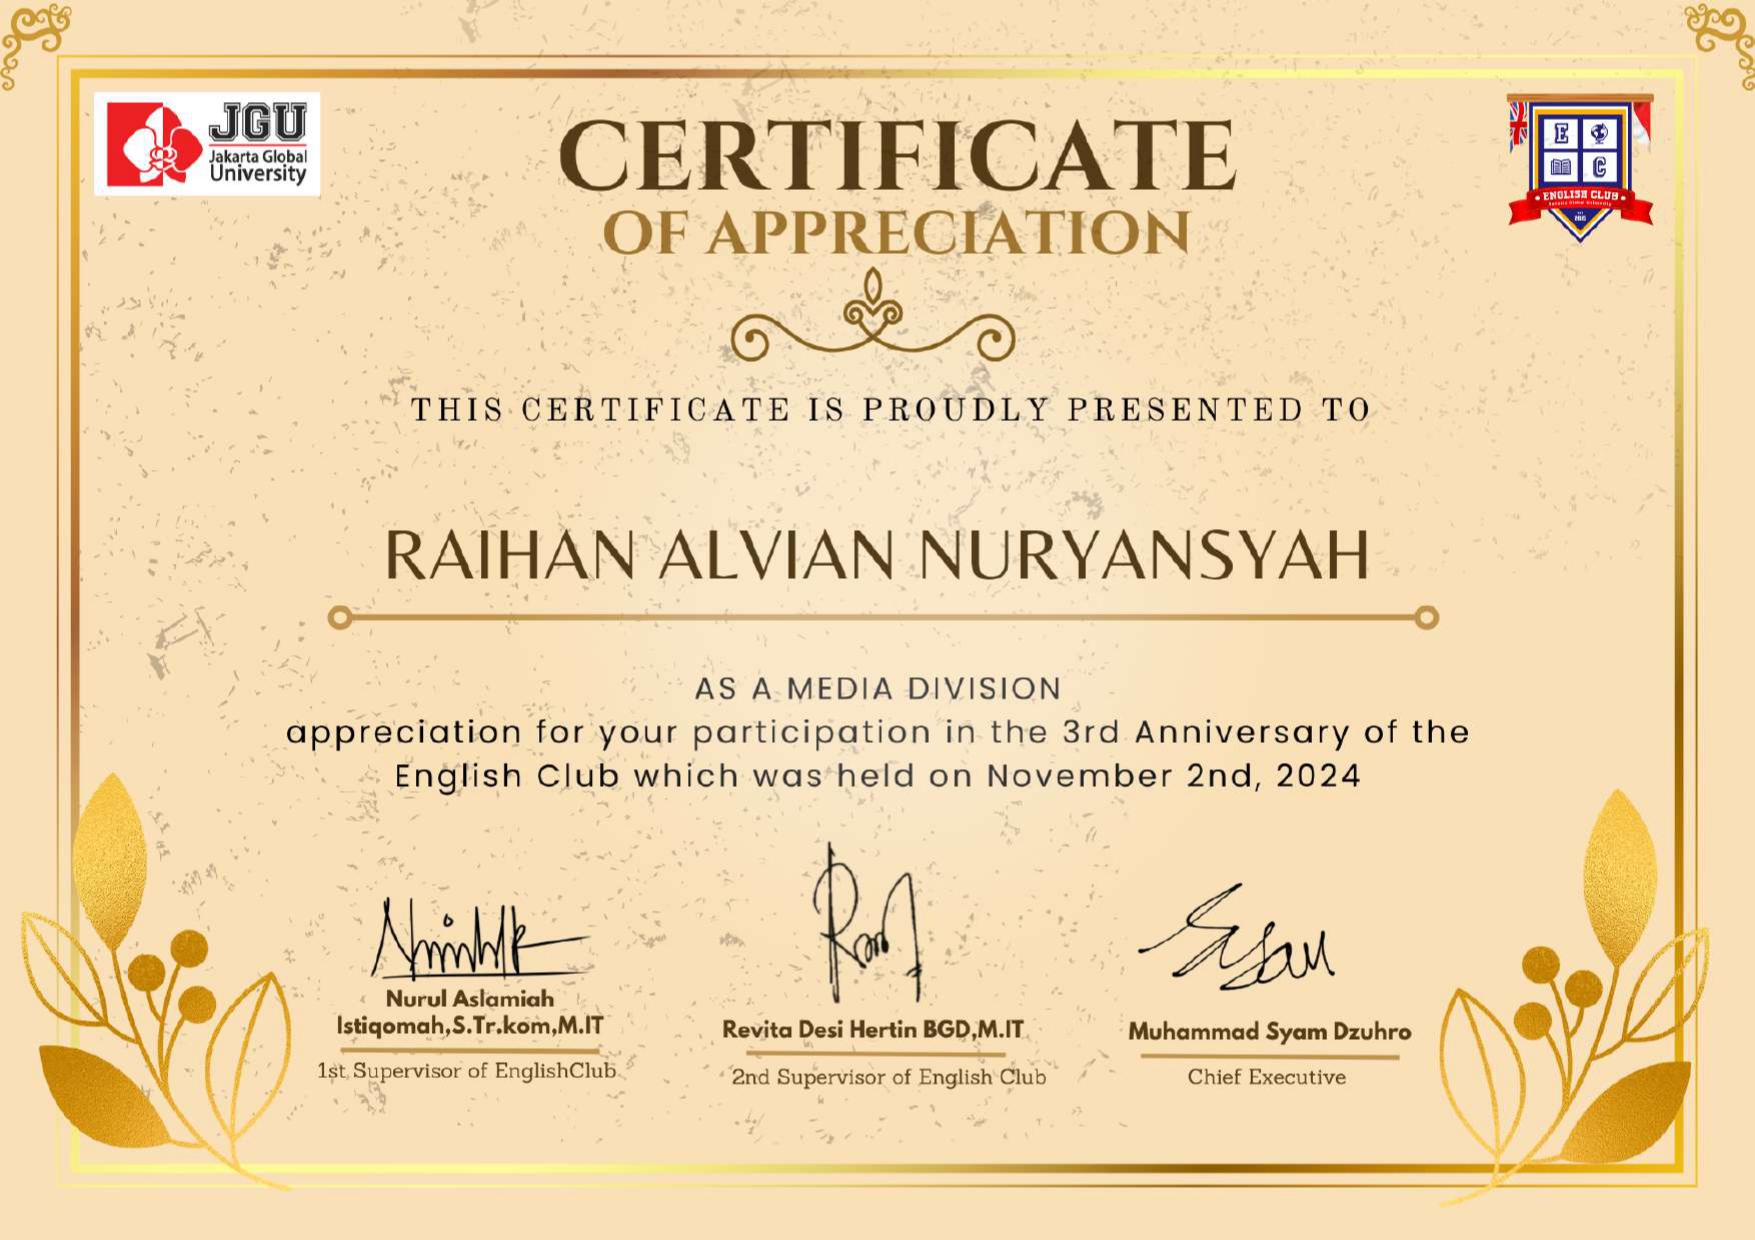 JGU
Jakarta Global
University
E
C
ENGLISH CLUB
CERTIFICATE
OF APPRECIATION
THIS CERTIFICATE IS PROUDLY PRESENTED TO
RAIHAN ALVIAN NURYANSYAH
AS A MEDIA DIVISION
appreciation for your participation in the 3rd Anniversary of the
English Club which was held on November 2nd, 2024
Nurul Aslamiah
Istiqomah,S.Tr.kom,M.IT
1st Supervisor of EnglishClub
Revita Desi Hertin BGD,M.IT
2nd Supervisor of English Club
Muhammad Syam Dzuhro
Chief Executive